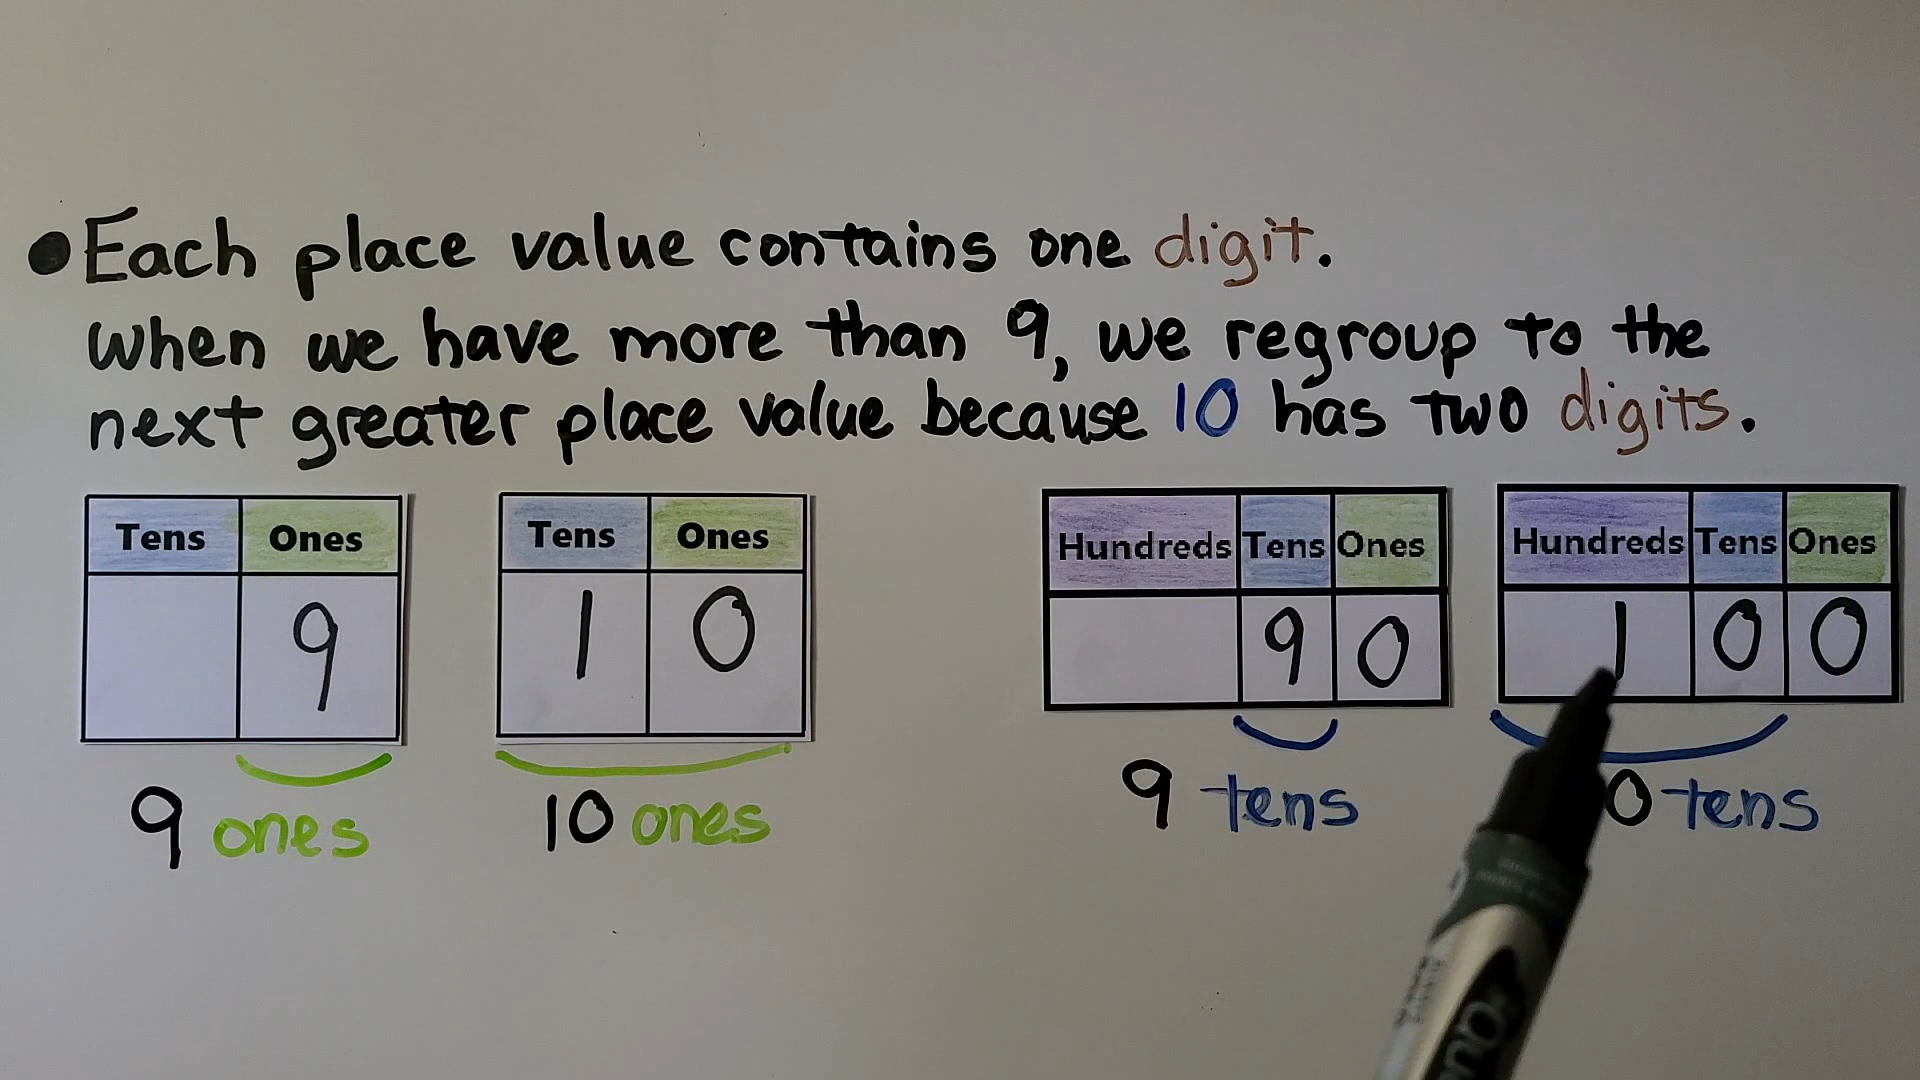 Each place value contains one digit.
When we have more than 9, we regroup to the
next greater place value because 10 has two digits.
Tens Ones
9
9 ones
Tens Ones
1 0
10 ones
Hundreds Tens Ones
9 0
9 tens
Hundreds Tens Ones
1 0 0
0 tens